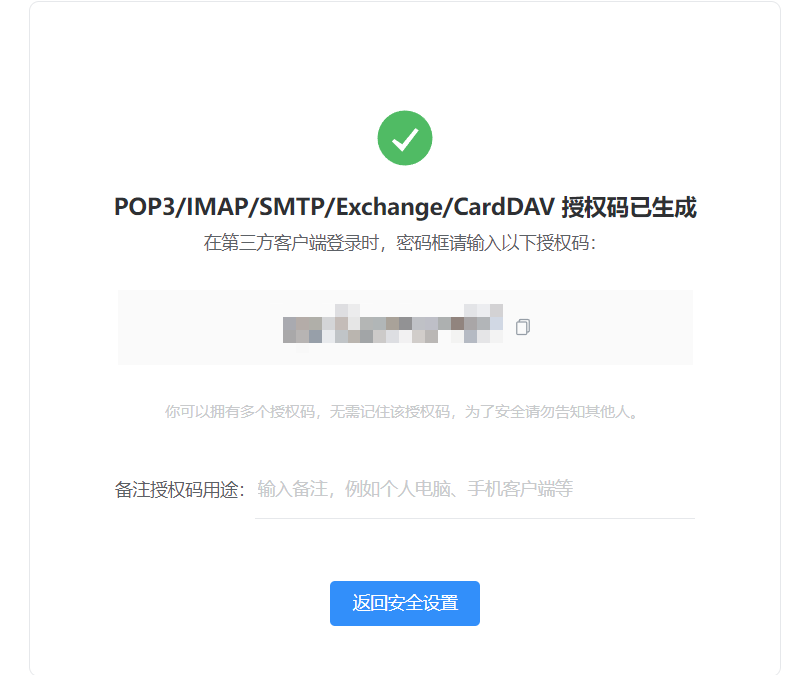 POP3/IMAP/SMTP/Exchange/CardDAV 授权码已生成
在第三方客户端登录时，密码框请输入以下授权码：
你可以拥有多个授权码，无需记住该授权码，为了安全请勿告知其他人。
备注授权码用途： 输入备注，例如个人电脑、手机客户端等
返回安全设置